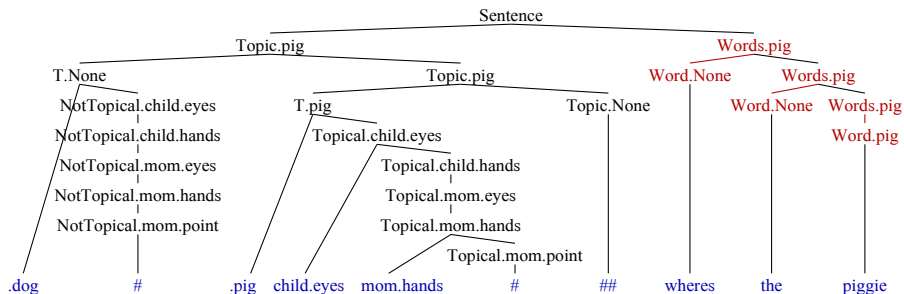 Sentence
Topic.pig Words.pig
T.None Topic.pig Word.None Words.pig
NotTopical.child.eyes T.pig Topic.None Word.None Words.pig
NotTopical.child.hands Topical.child.eyes Word.pig
NotTopical.mom.eyes Topical.child.hands
NotTopical.mom.hands Topical.mom.eyes
NotTopical.mom.point Topical.mom.hands
Topical.mom.point
.dog # .pig child.eyes mom.hands # ## wheres the piggie